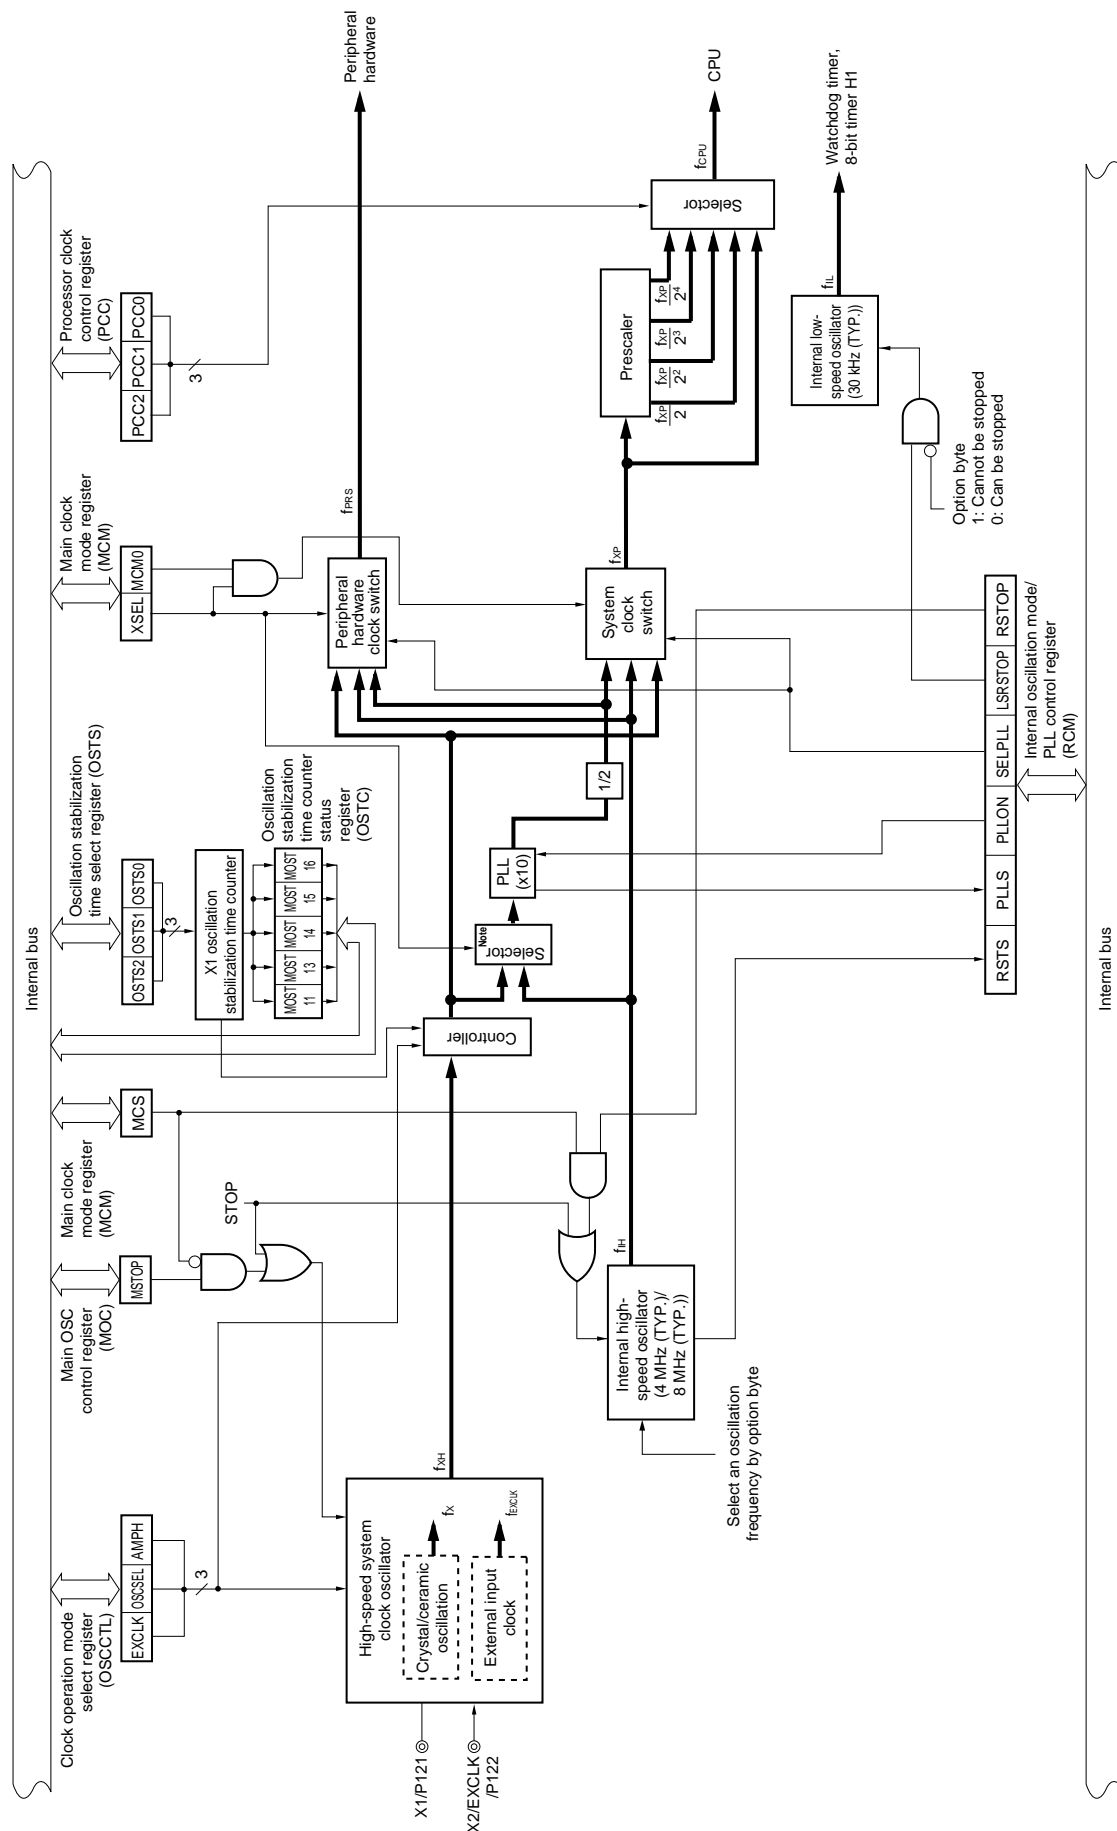 Internal bus
Clock operation mode
select register
(OSCCTL)
EXCLK OSCSEL AMPH
3
Main OSC
control register
(MOC)
MSTOP
Main clock
mode register
(MCM)
MCS
Oscillation stabilization
time select register (OSTS)
OSTS2 OSTS1 OSTS0
3
X1 oscillation
stabilization time counter
Oscillation
stabilization
time counter
status
register
(OSTC)
MOST MOST MOST MOST MOST
11 13 14 15 16
Main clock
mode register
(MCM)
XSEL MCM0
Processor clock
control register
(PCC)
PCC2 PCC1 PCC0
3
STOP
X1/P121
X2/EXCLK
/P122
High-speed system
clock oscillator
Crystal/ceramic
oscillation
fX
External input
clock
fEXCLK
fXH
Controller
Note
Selector
PLL
(x10)
1/2
Peripheral
hardware
clock switch
fPRS
Peripheral
hardware
System
clock
switch
fXP
Prescaler
fXP
2
fXP
2²
fXP
2³
fXP
2⁴
Selector
fCPU
CPU
Select an oscillation
frequency by option byte
Internal high-
speed oscillator
(4 MHz (TYP.)/
8 MHz (TYP.))
fIH
Internal low-
speed oscillator
(30 kHz (TYP.))
fIL
Watchdog timer,
8-bit timer H1
Option byte
1: Cannot be stopped
0: Can be stopped
RSTS PLLS PLLON SELPLL LSRSTOP RSTOP
Internal oscillation mode/
PLL control register
(RCM)
Internal bus